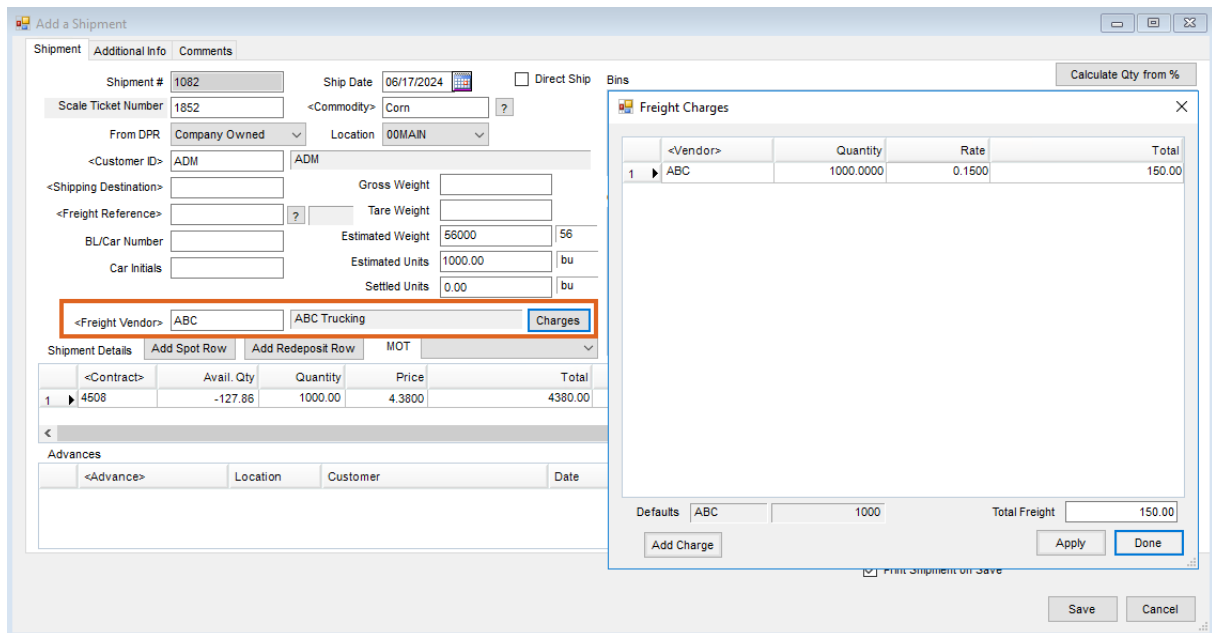 Add a Shipment
Shipment Additional Info Comments
Shipment # 1082 Ship Date 06/17/2024 Direct Ship Bins Calculate Qty from %
Scale Ticket Number 1852 <Commodity> Corn ?
From DPR Company Owned Location 00MAIN
<Customer ID> ADM ADM
<Shipping Destination> Gross Weight
<Freight Reference> ? Tare Weight
BL/Car Number Estimated Weight 56000 56
Car Initials Estimated Units 1000.00 bu
Settled Units 0.00 bu
<Freight Vendor> ABC ABC Trucking Charges
Shipment Details Add Spot Row Add Redeposit Row MOT
<Contract> Avail. Qty Quantity Price Total
1 4508 -127.86 1000.00 4.3800 4380.00
Advances
<Advance> Location Customer Date
Freight Charges
<Vendor> Quantity Rate Total
1 ABC 1000.0000 0.1500 150.00
Defaults ABC 1000 Total Freight 150.00
Add Charge Apply Done
Print Shipment on Save
Save Cancel